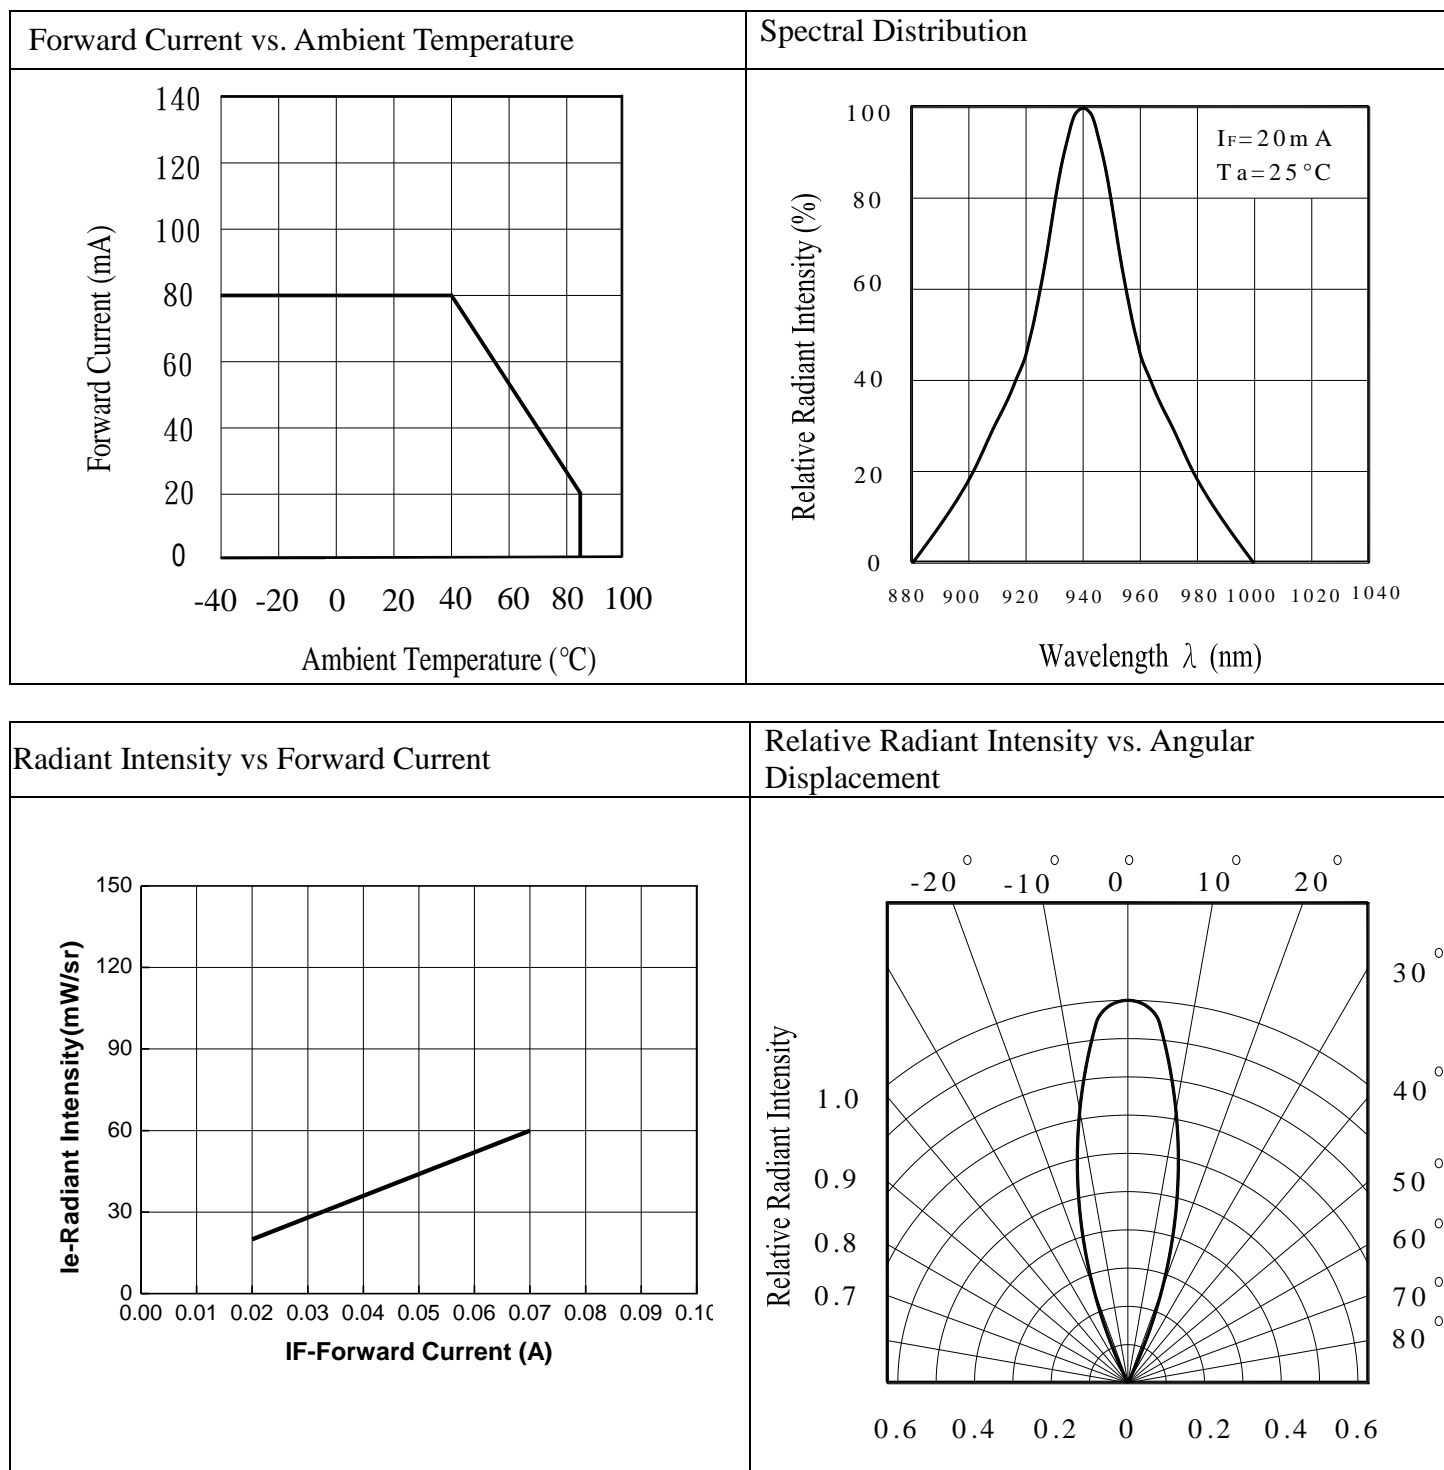 Forward Current vs. Ambient Temperature
Forward Current (mA)
140
120
100
80
60
40
20
0
-40 -20 0 20 40 60 80 100
Ambient Temperature (℃)
Spectral Distribution
Relative Radiant Intensity (%)
100
80
60
40
20
0
IF=20mA
Ta=25°C
880 900 920 940 960 980 1000 1020 1040
Wavelength λ (nm)
Radiant Intensity vs Forward Current
Ie-Radiant Intensity(mW/sr)
150
120
90
60
30
0
0.00 0.01 0.02 0.03 0.04 0.05 0.06 0.07 0.08 0.09 0.10
IF-Forward Current (A)
Relative Radiant Intensity vs. Angular
Displacement
-20° -10° 0° 10° 20°
30°
40°
50°
60°
70°
80°
Relative Radiant Intensity
1.0
0.9
0.8
0.7
0.6 0.4 0.2 0 0.2 0.4 0.6